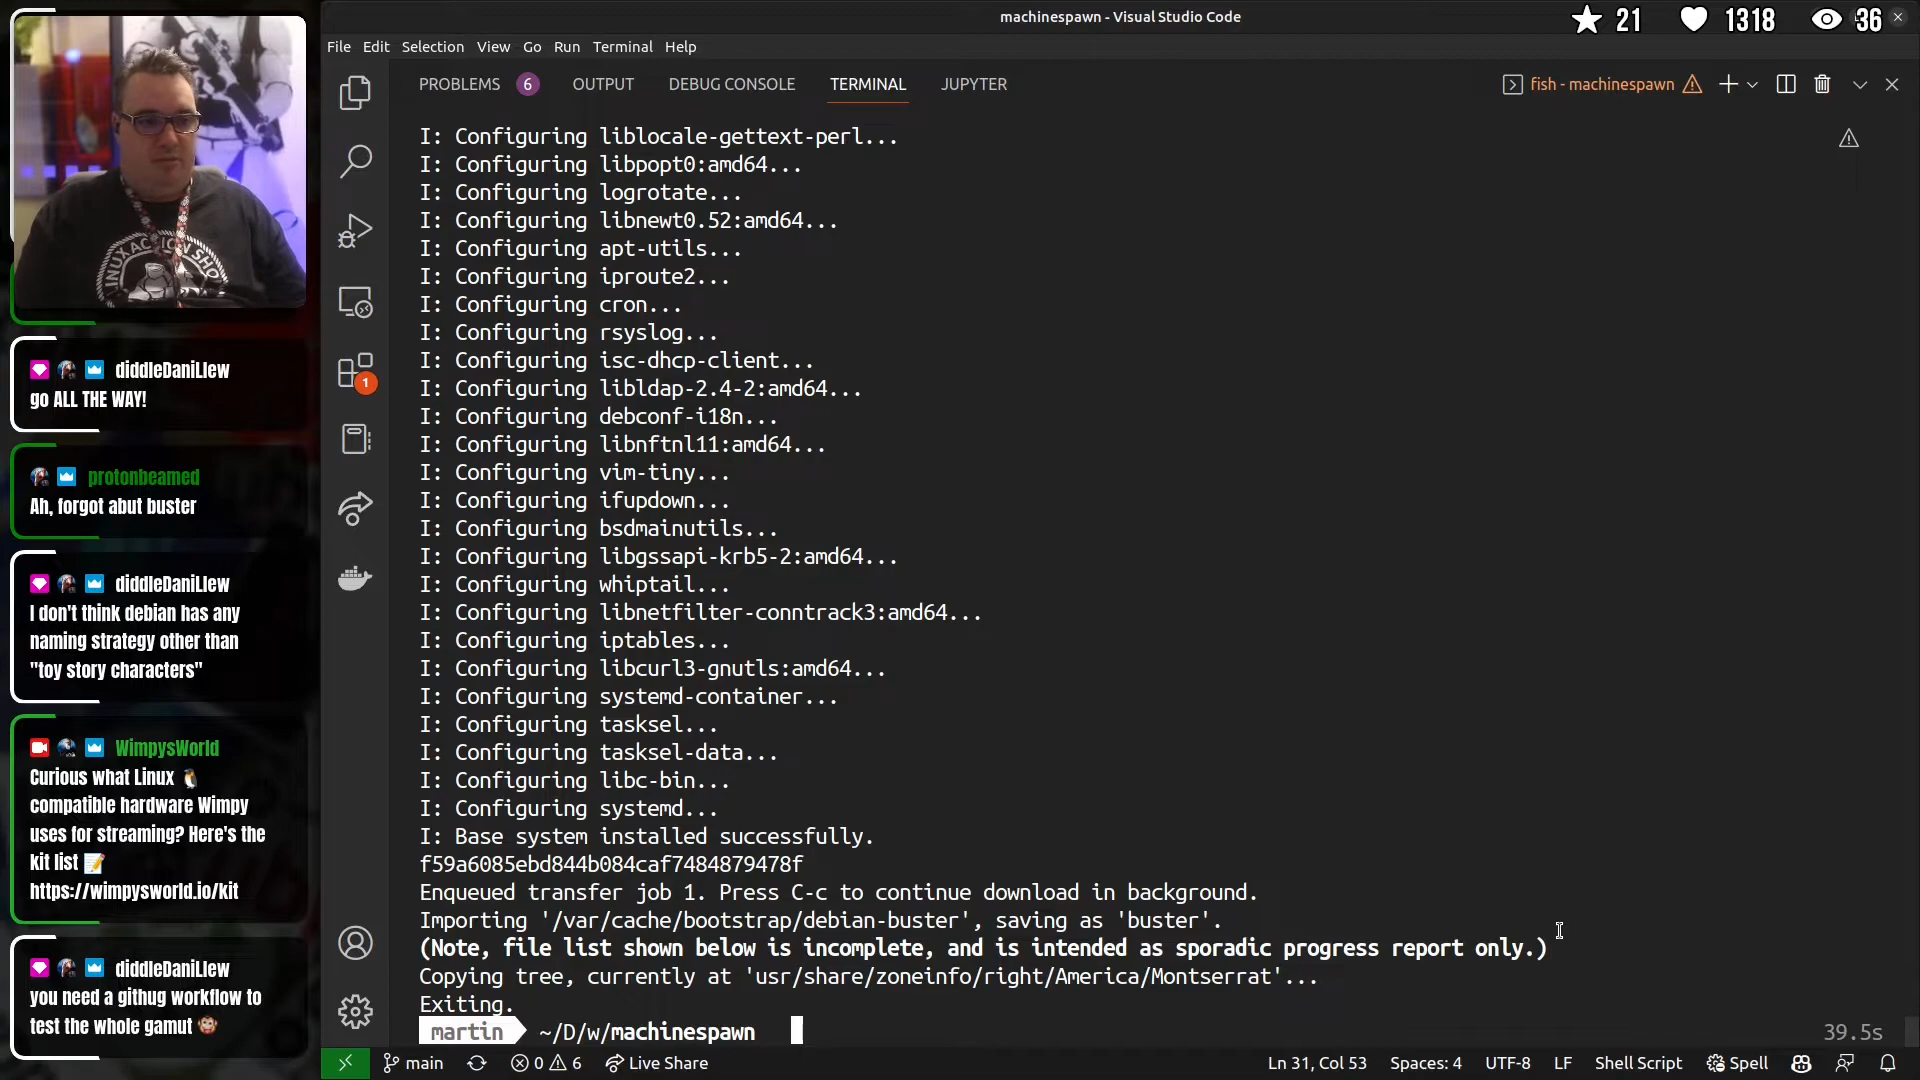 machinespawn - Visual Studio Code
21 1318 36
File Edit Selection View Go Run Terminal Help
PROBLEMS 6 OUTPUT DEBUG CONSOLE TERMINAL JUPYTER
fish - machinespawn
I: Configuring liblocale-gettext-perl...
I: Configuring libpopt0:amd64...
I: Configuring logrotate...
I: Configuring libnewt0.52:amd64...
I: Configuring apt-utils...
I: Configuring iproute2...
I: Configuring cron...
I: Configuring rsyslog...
I: Configuring isc-dhcp-client...
I: Configuring libldap-2.4-2:amd64...
I: Configuring debconf-i18n...
I: Configuring libnftnl11:amd64...
I: Configuring vim-tiny...
I: Configuring ifupdown...
I: Configuring bsdmainutils...
I: Configuring libgssapi-krb5-2:amd64...
I: Configuring whiptail...
I: Configuring libnetfilter-conntrack3:amd64...
I: Configuring iptables...
I: Configuring libcurl3-gnutls:amd64...
I: Configuring systemd-container...
I: Configuring tasksel...
I: Configuring tasksel-data...
I: Configuring libc-bin...
I: Configuring systemd...
I: Base system installed successfully.
f59a6085ebd844b084caf7484879478f
Enqueued transfer job 1. Press C-c to continue download in background.
Importing '/var/cache/bootstrap/debian-buster', saving as 'buster'.
(Note, file list shown below is incomplete, and is intended as sporadic progress report only.)
Copying tree, currently at 'usr/share/zoneinfo/right/America/Montserrat'...
Exiting.
martin ~/D/w/machinespawn 39.5s
1
main 0 6 Live Share
Ln 31, Col 53 Spaces: 4 UTF-8 LF Shell Script Spell
LINUX ACTION SHOW
diddleDaniLlew
go ALL THE WAY!
protonbeamed
Ah, forgot abut buster
diddleDaniLlew
I don't think debian has any
naming strategy other than
"toy story characters"
WimpysWorld
Curious what Linux 🐧
compatible hardware Wimpy
uses for streaming? Here's the
kit list 📝
https://wimpysworld.io/kit
diddleDaniLlew
you need a githug workflow to
test the whole gamut 🐵